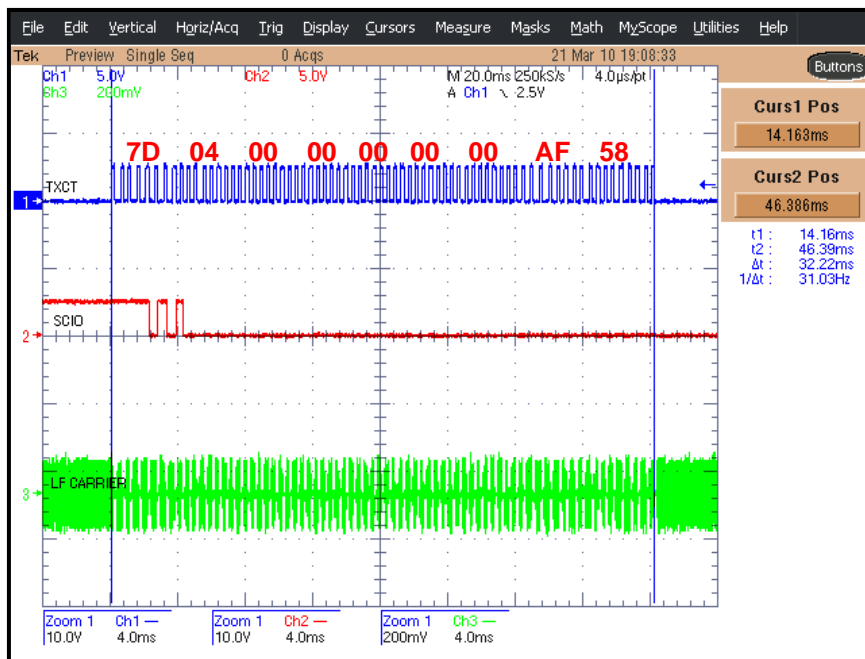 File Edit Vertical Horiz/Acq Trig Display Cursors Measure Masks Math MyScope Utilities Help
Tek Preview Single Seq 0 Acqs 21 Mar 10 19:08:33
Buttons
Ch1 5.0V Ch2 5.0V M 20.0ms 250kS/s 4.0µs/pt
Ch3 200mV A Ch1 ∖ -2.5V
Curs1 Pos
14.163ms
Curs2 Pos
46.386ms
t1 : 14.16ms
t2 : 46.39ms
Δt : 32.22ms
1/Δt : 31.03Hz
7D 04 00 00 00 00 00 AF 58
TXCT
1
SCIO
2
LF CARRIER
3
Zoom 1 Ch1 Zoom 1 Ch2 Zoom 1 Ch3
10.0V 4.0ms 10.0V 4.0ms 200mV 4.0ms